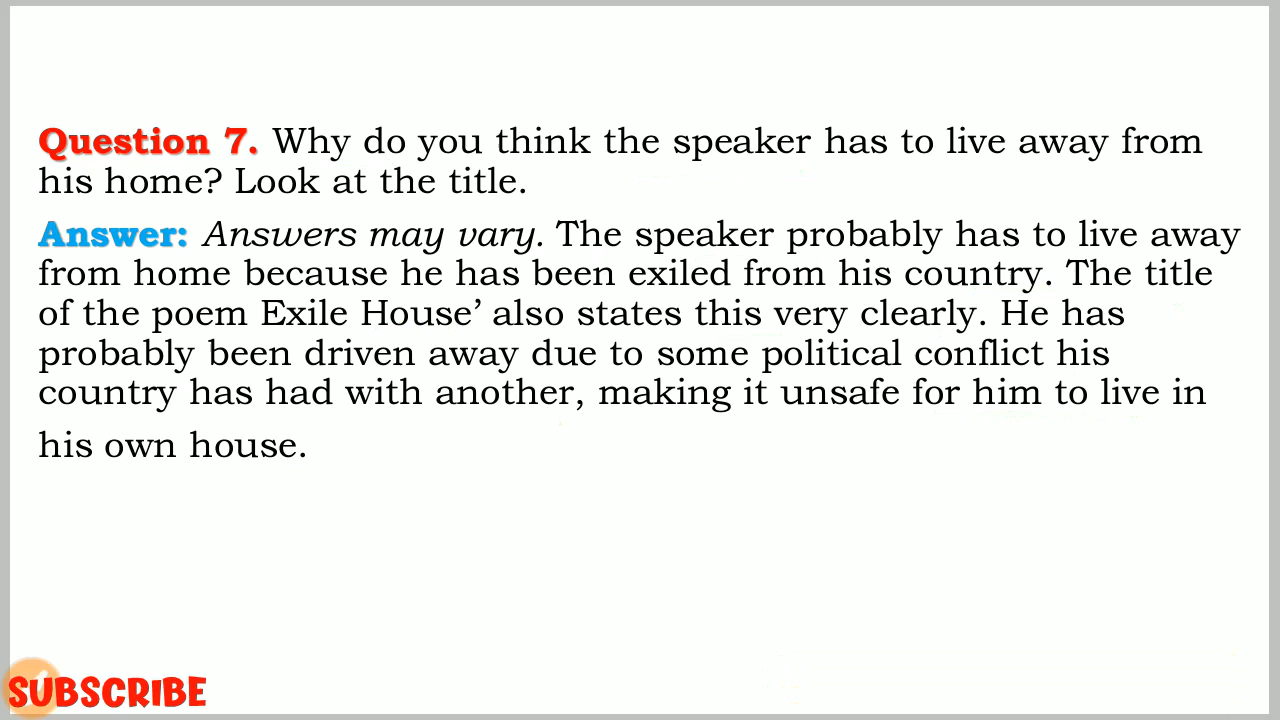 Question 7. Why do you think the speaker has to live away from
his home? Look at the title.
Answer: Answers may vary. The speaker probably has to live away
from home because he has been exiled from his country. The title
of the poem Exile House’ also states this very clearly. He has
probably been driven away due to some political conflict his
country has had with another, making it unsafe for him to live in
his own house.
SUBSCRIBE